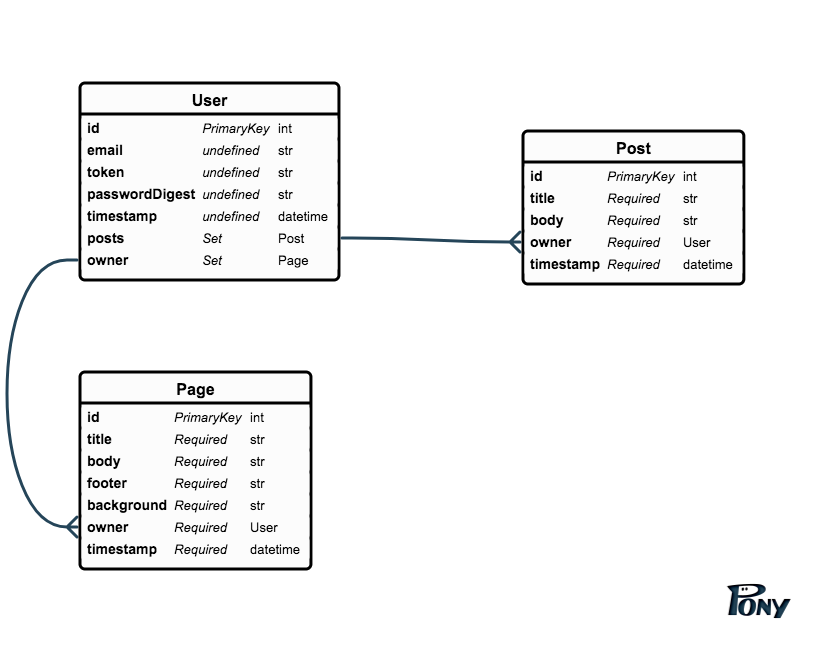 User
id PrimaryKey int
email undefined str
token undefined str
passwordDigest undefined str
timestamp undefined datetime
posts Set Post
owner Set Page
Post
id PrimaryKey int
title Required str
body Required str
owner Required User
timestamp Required datetime
Page
id PrimaryKey int
title Required str
body Required str
footer Required str
background Required str
owner Required User
timestamp Required datetime
PONY